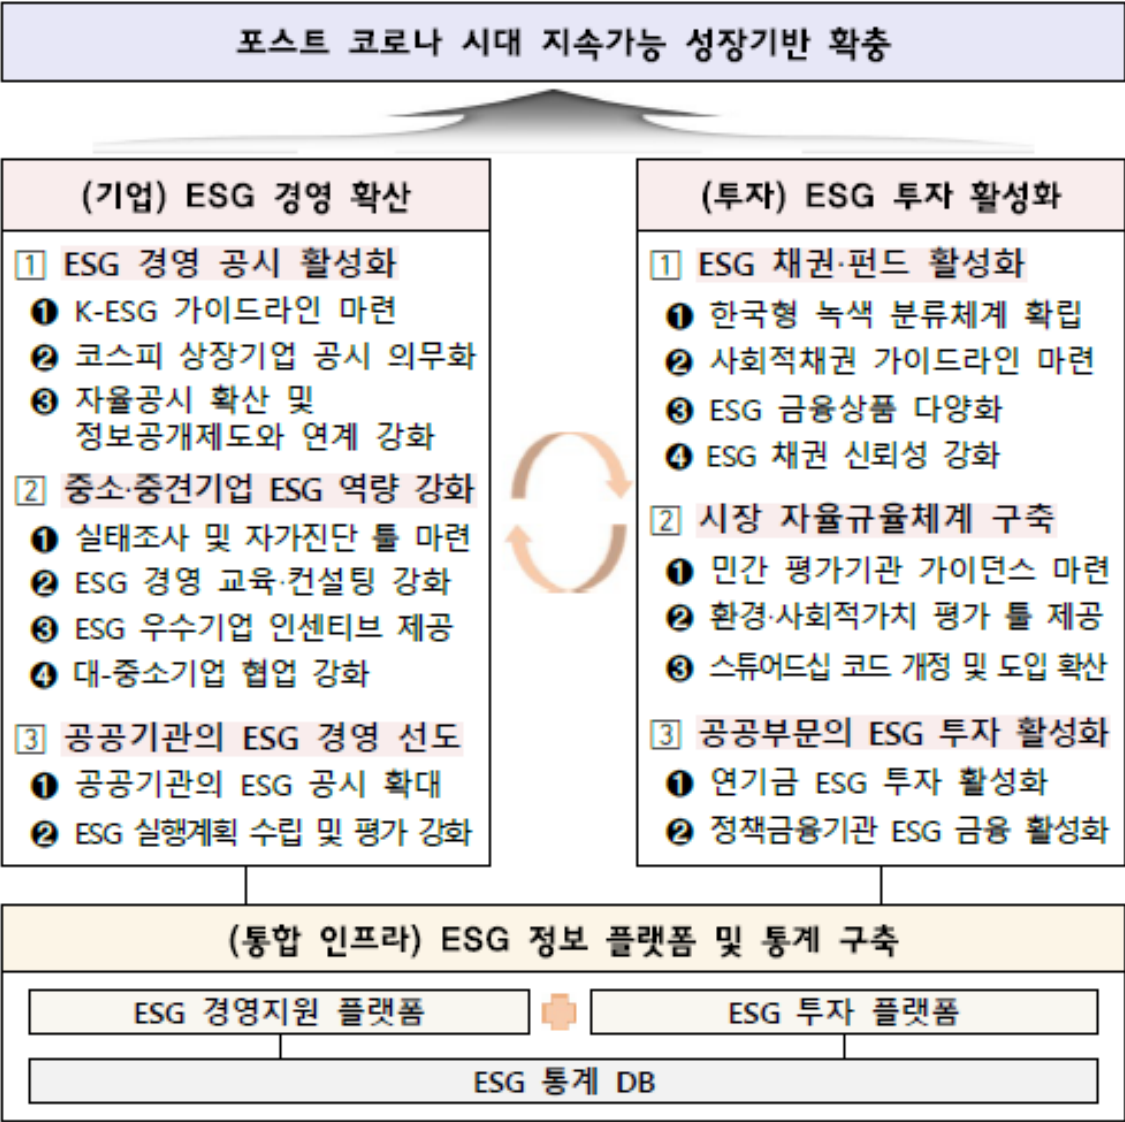 포스트 코로나 시대 지속가능 성장기반 확충
(기업) ESG 경영 확산
1 ESG 경영 공시 활성화
❶ K-ESG 가이드라인 마련
❷ 코스피 상장기업 공시 의무화
❸ 자율공시 확산 및
정보공개제도와 연계 강화
2 중소·중견기업 ESG 역량 강화
❶ 실태조사 및 자가진단 툴 마련
❷ ESG 경영 교육·컨설팅 강화
❸ ESG 우수기업 인센티브 제공
❹ 대-중소기업 협업 강화
3 공공기관의 ESG 경영 선도
❶ 공공기관의 ESG 공시 확대
❷ ESG 실행계획 수립 및 평가 강화
(투자) ESG 투자 활성화
1 ESG 채권·펀드 활성화
❶ 한국형 녹색 분류체계 확립
❷ 사회적채권 가이드라인 마련
❸ ESG 금융상품 다양화
❹ ESG 채권 신뢰성 강화
2 시장 자율규율체계 구축
❶ 민간 평가기관 가이던스 마련
❷ 환경·사회적가치 평가 툴 제공
❸ 스튜어드십 코드 개정 및 도입 확산
3 공공부문의 ESG 투자 활성화
❶ 연기금 ESG 투자 활성화
❷ 정책금융기관 ESG 금융 활성화
(통합 인프라) ESG 정보 플랫폼 및 통계 구축
ESG 경영지원 플랫폼
ESG 투자 플랫폼
ESG 통계 DB